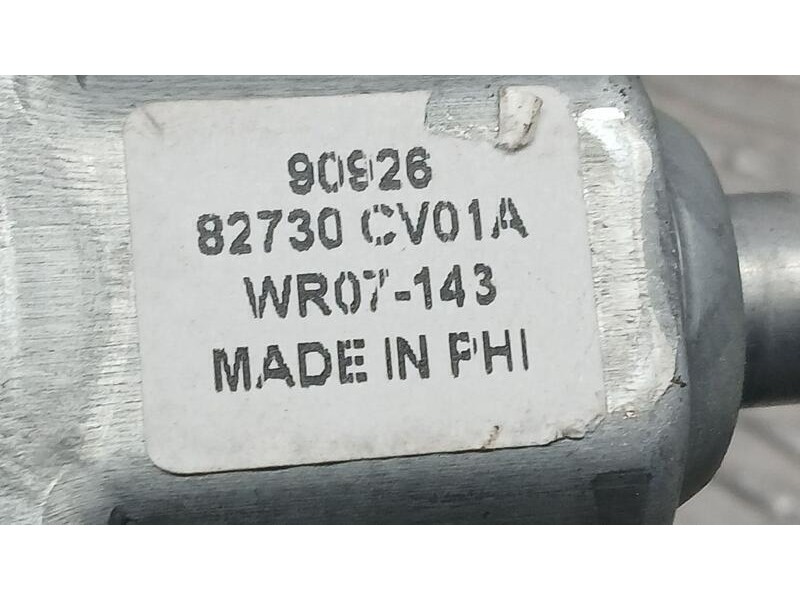 90926
82730 CV01A
WR07-143
MADE IN PHI